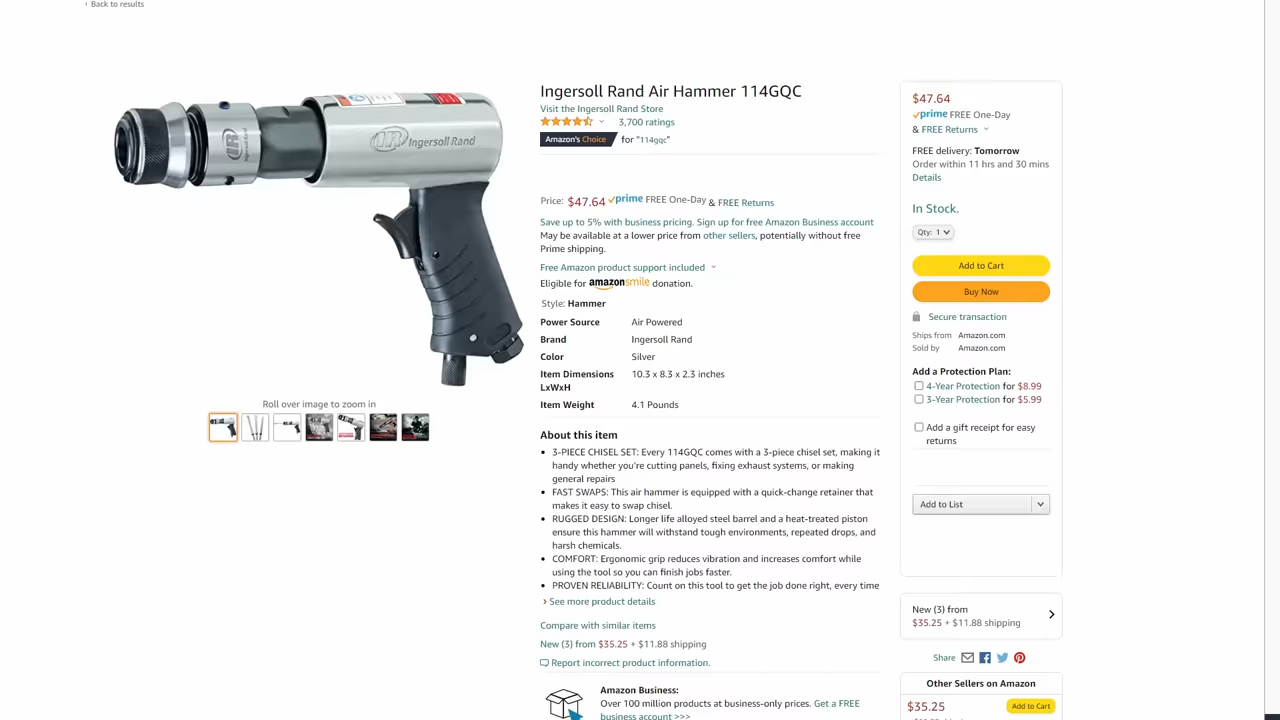 ‹ Back to results
Ingersoll Rand
Roll over image to zoom in
Ingersoll Rand Air Hammer 114GQC
Visit the Ingersoll Rand Store
3,700 ratings
Amazon's Choice for "114gqc"
Price: $47.64 prime FREE One-Day & FREE Returns
Save up to 5% with business pricing. Sign up for free Amazon Business account
May be available at a lower price from other sellers, potentially without free
Prime shipping.
Free Amazon product support included
Eligible for amazonsmile donation.
Style: Hammer
Power Source Air Powered
Brand Ingersoll Rand
Color Silver
Item Dimensions 10.3 x 8.3 x 2.3 inches
LxWxH
Item Weight 4.1 Pounds
About this item
• 3-PIECE CHISEL SET: Every 114GQC comes with a 3-piece chisel set, making it
handy whether you're cutting panels, fixing exhaust systems, or making
general repairs
• FAST SWAPS: This air hammer is equipped with a quick-change retainer that
makes it easy to swap chisel.
• RUGGED DESIGN: Longer life alloyed steel barrel and a heat-treated piston
ensure this hammer will withstand tough environments, repeated drops, and
harsh chemicals.
• COMFORT: Ergonomic grip reduces vibration and increases comfort while
using the tool so you can finish jobs faster.
• PROVEN RELIABILITY: Count on this tool to get the job done right, every time
› See more product details
Compare with similar items
New (3) from $35.25 + $11.88 shipping
Report incorrect product information.
Amazon Business:
Over 100 million products at business-only prices. Get a FREE
business account >>>
$47.64
prime FREE One-Day
& FREE Returns
FREE delivery: Tomorrow
Order within 11 hrs and 30 mins
Details
In Stock.
Qty: 1
Add to Cart
Buy Now
Secure transaction
Ships from Amazon.com
Sold by Amazon.com
Add a Protection Plan:
4-Year Protection for $8.99
3-Year Protection for $5.99
Add a gift receipt for easy
returns
Add to List
New (3) from
$35.25 + $11.88 shipping
Share
Other Sellers on Amazon
$35.25 Add to Cart